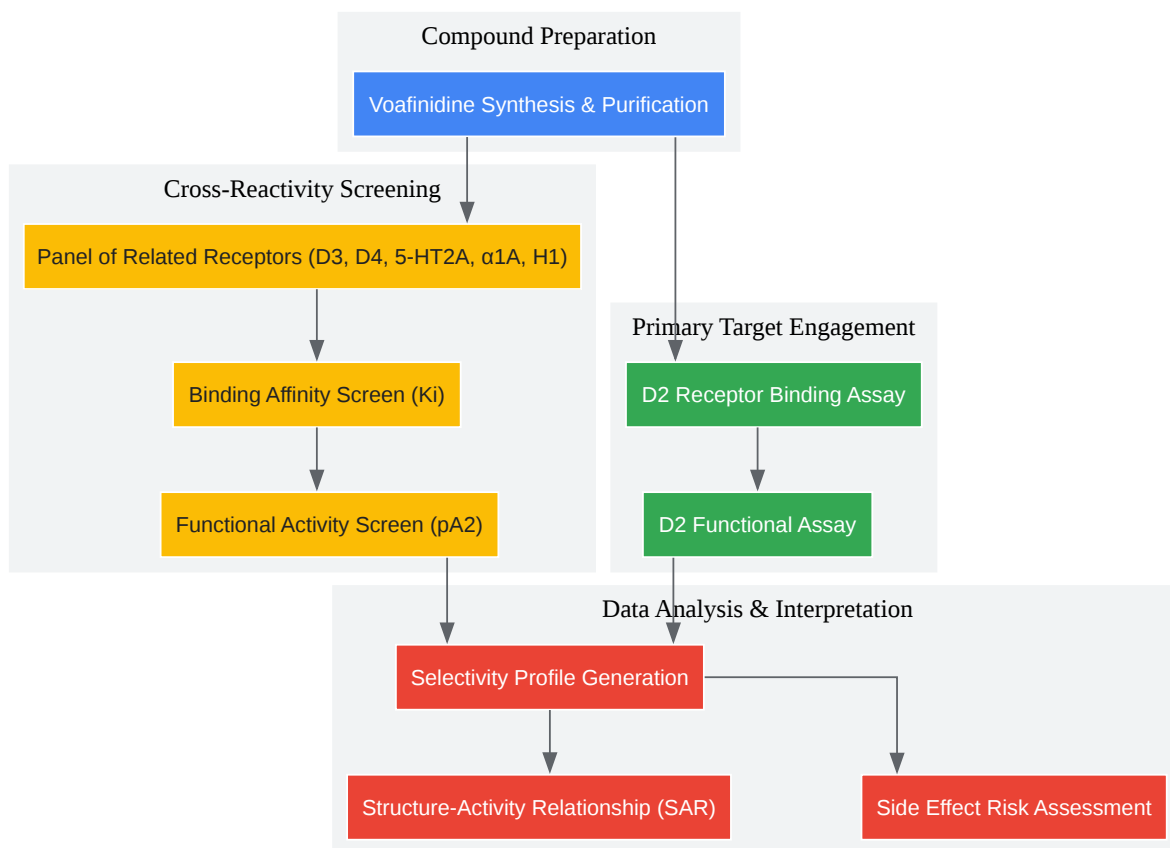 Compound Preparation
Voafinidine Synthesis & Purification
Cross-Reactivity Screening
Panel of Related Receptors (D3, D4, 5-HT2A, α1A, H1)
Binding Affinity Screen (Ki)
Functional Activity Screen (pA2)
Primary Target Engagement
D2 Receptor Binding Assay
D2 Functional Assay
Data Analysis & Interpretation
Selectivity Profile Generation
Structure-Activity Relationship (SAR)
Side Effect Risk Assessment